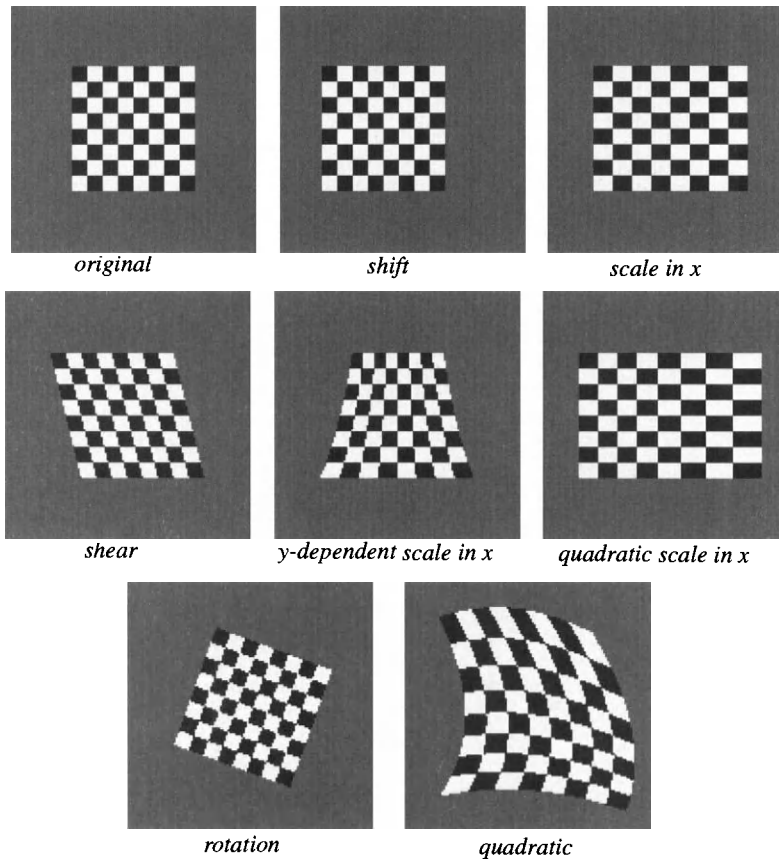 original
shift
scale in x
shear
y-dependent scale in x
quadratic scale in x
rotation
quadratic